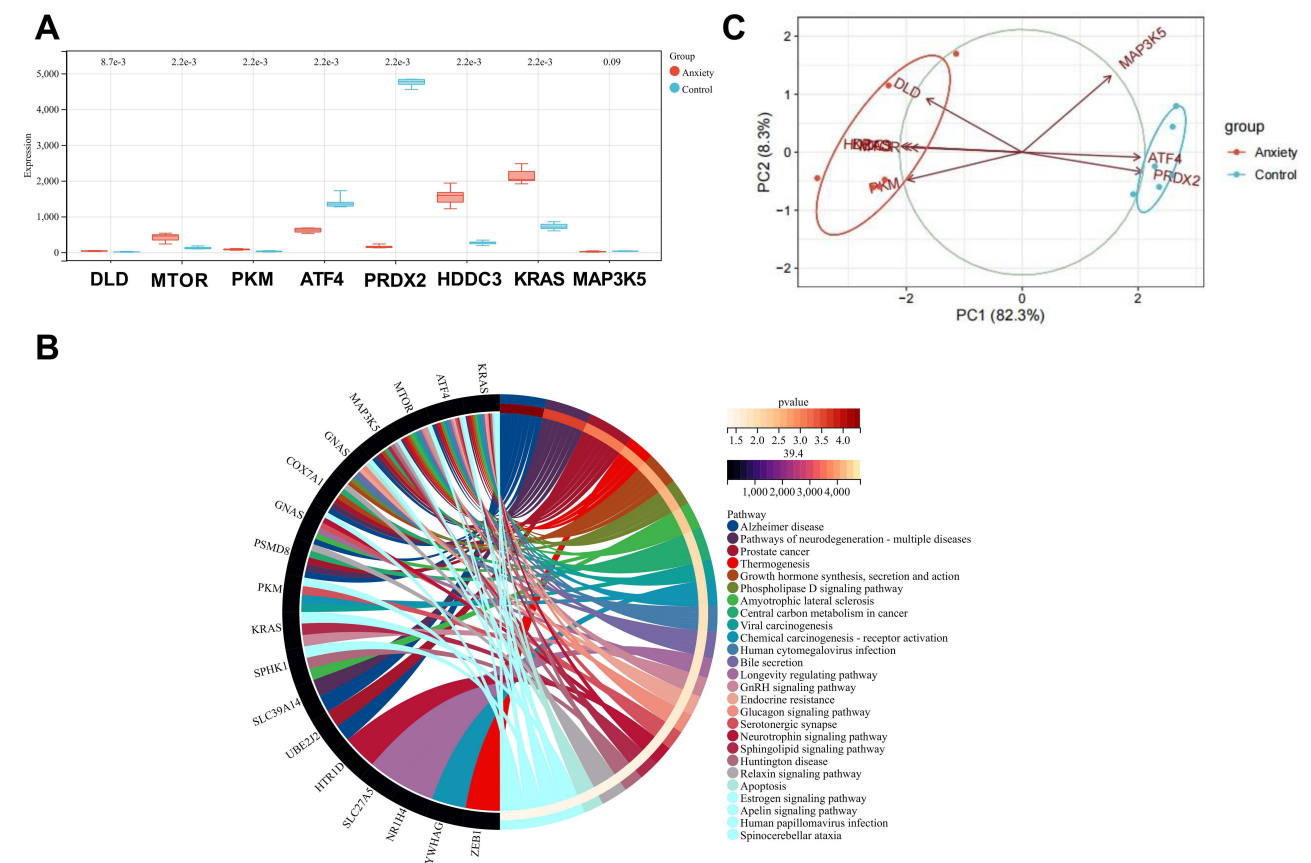 A
8.7e-3 2.2e-3 2.2e-3 2.2e-3 2.2e-3 2.2e-3 2.2e-3 0.09
Group
Anxiety
Control
Expression
5,000
4,000
3,000
2,000
1,000
0
DLD MTOR PKM ATF4 PRDX2 HDDC3 KRAS MAP3K5
C
MAP3K5
DLD
PKM
ATF4
PRDX2
2
1
0
−1
−2
PC2 (8.3%)
−2 0 2
PC1 (82.3%)
group
Anxiety
Control
B
KRAS
ATF4
MTOR
MAP3K5
GNAS
COX7A1
GNAS
PSMD8
PKM
KRAS
SPHK1
SLC39A14
UBE2J2
HTR1D
SLC27A5
NR1H4
YWHAG
ZEB1
pvalue
1.5 2.0 2.5 3.0 3.5 4.0
39.4
1,000 2,000 3,000 4,000
Pathway
Alzheimer disease
Pathways of neurodegeneration - multiple diseases
Prostate cancer
Thermogenesis
Growth hormone synthesis, secretion and action
Phospholipase D signaling pathway
Amyotrophic lateral sclerosis
Central carbon metabolism in cancer
Viral carcinogenesis
Chemical carcinogenesis - receptor activation
Human cytomegalovirus infection
Bile secretion
Longevity regulating pathway
GnRH signaling pathway
Endocrine resistance
Glucagon signaling pathway
Serotonergic synapse
Neurotrophin signaling pathway
Sphingolipid signaling pathway
Huntington disease
Relaxin signaling pathway
Apoptosis
Estrogen signaling pathway
Apelin signaling pathway
Human papillomavirus infection
Spinocerebellar ataxia